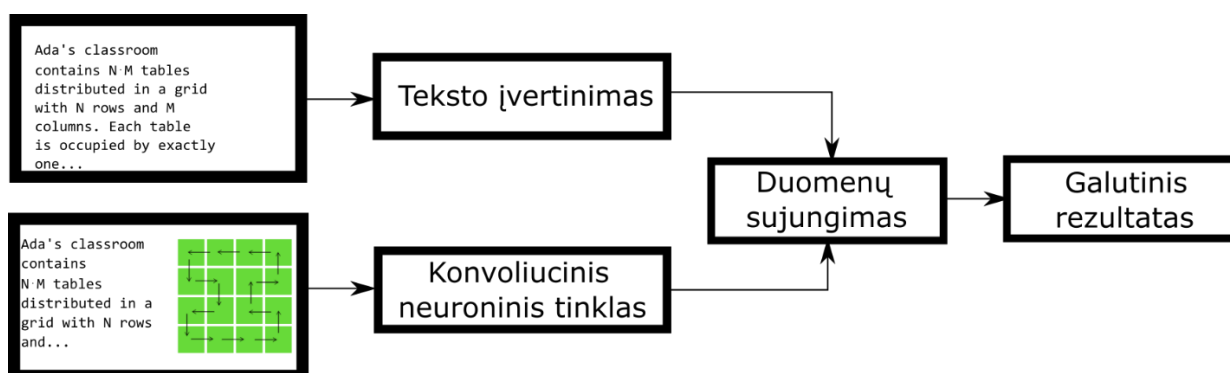 Ada's classroom
contains N·M tables
distributed in a grid
with N rows and M
columns. Each table
is occupied by exactly
one...
Teksto įvertinimas
Ada's classroom
contains
N·M tables
distributed in a
grid with N rows
and...
Konvoliucinis
neuroninis tinklas
Duomenų
sujungimas
Galutinis
rezultatas